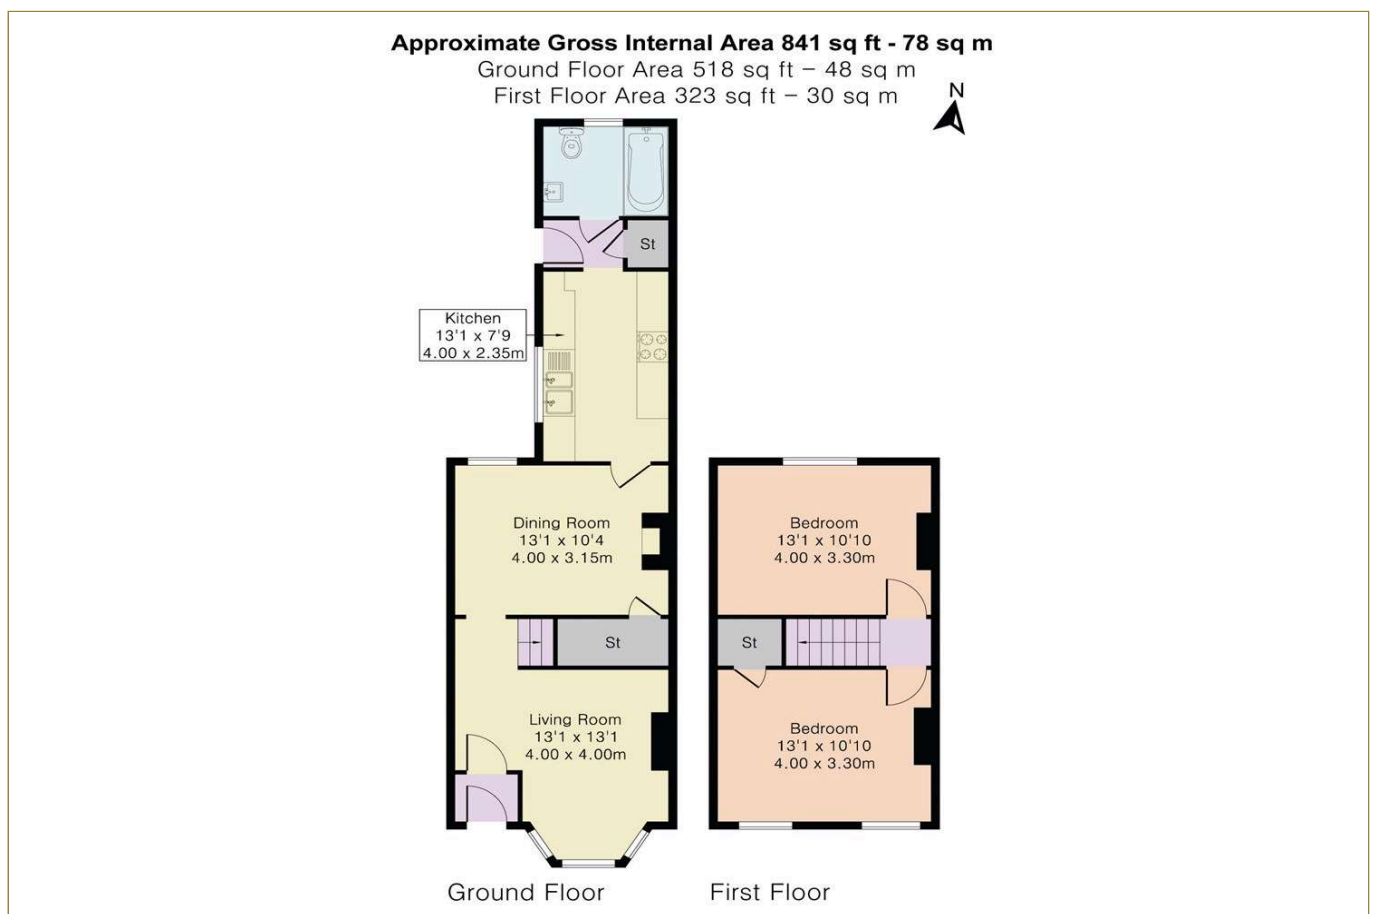 Approximate Gross Internal Area 841 sq ft - 78 sq m
Ground Floor Area 518 sq ft – 48 sq m
First Floor Area 323 sq ft – 30 sq m
N
St
Kitchen
13'1 x 7'9
4.00 x 2.35m
Dining Room
13'1 x 10'4
4.00 x 3.15m
St
Living Room
13'1 x 13'1
4.00 x 4.00m
Ground Floor
Bedroom
13'1 x 10'10
4.00 x 3.30m
St
Bedroom
13'1 x 10'10
4.00 x 3.30m
First Floor